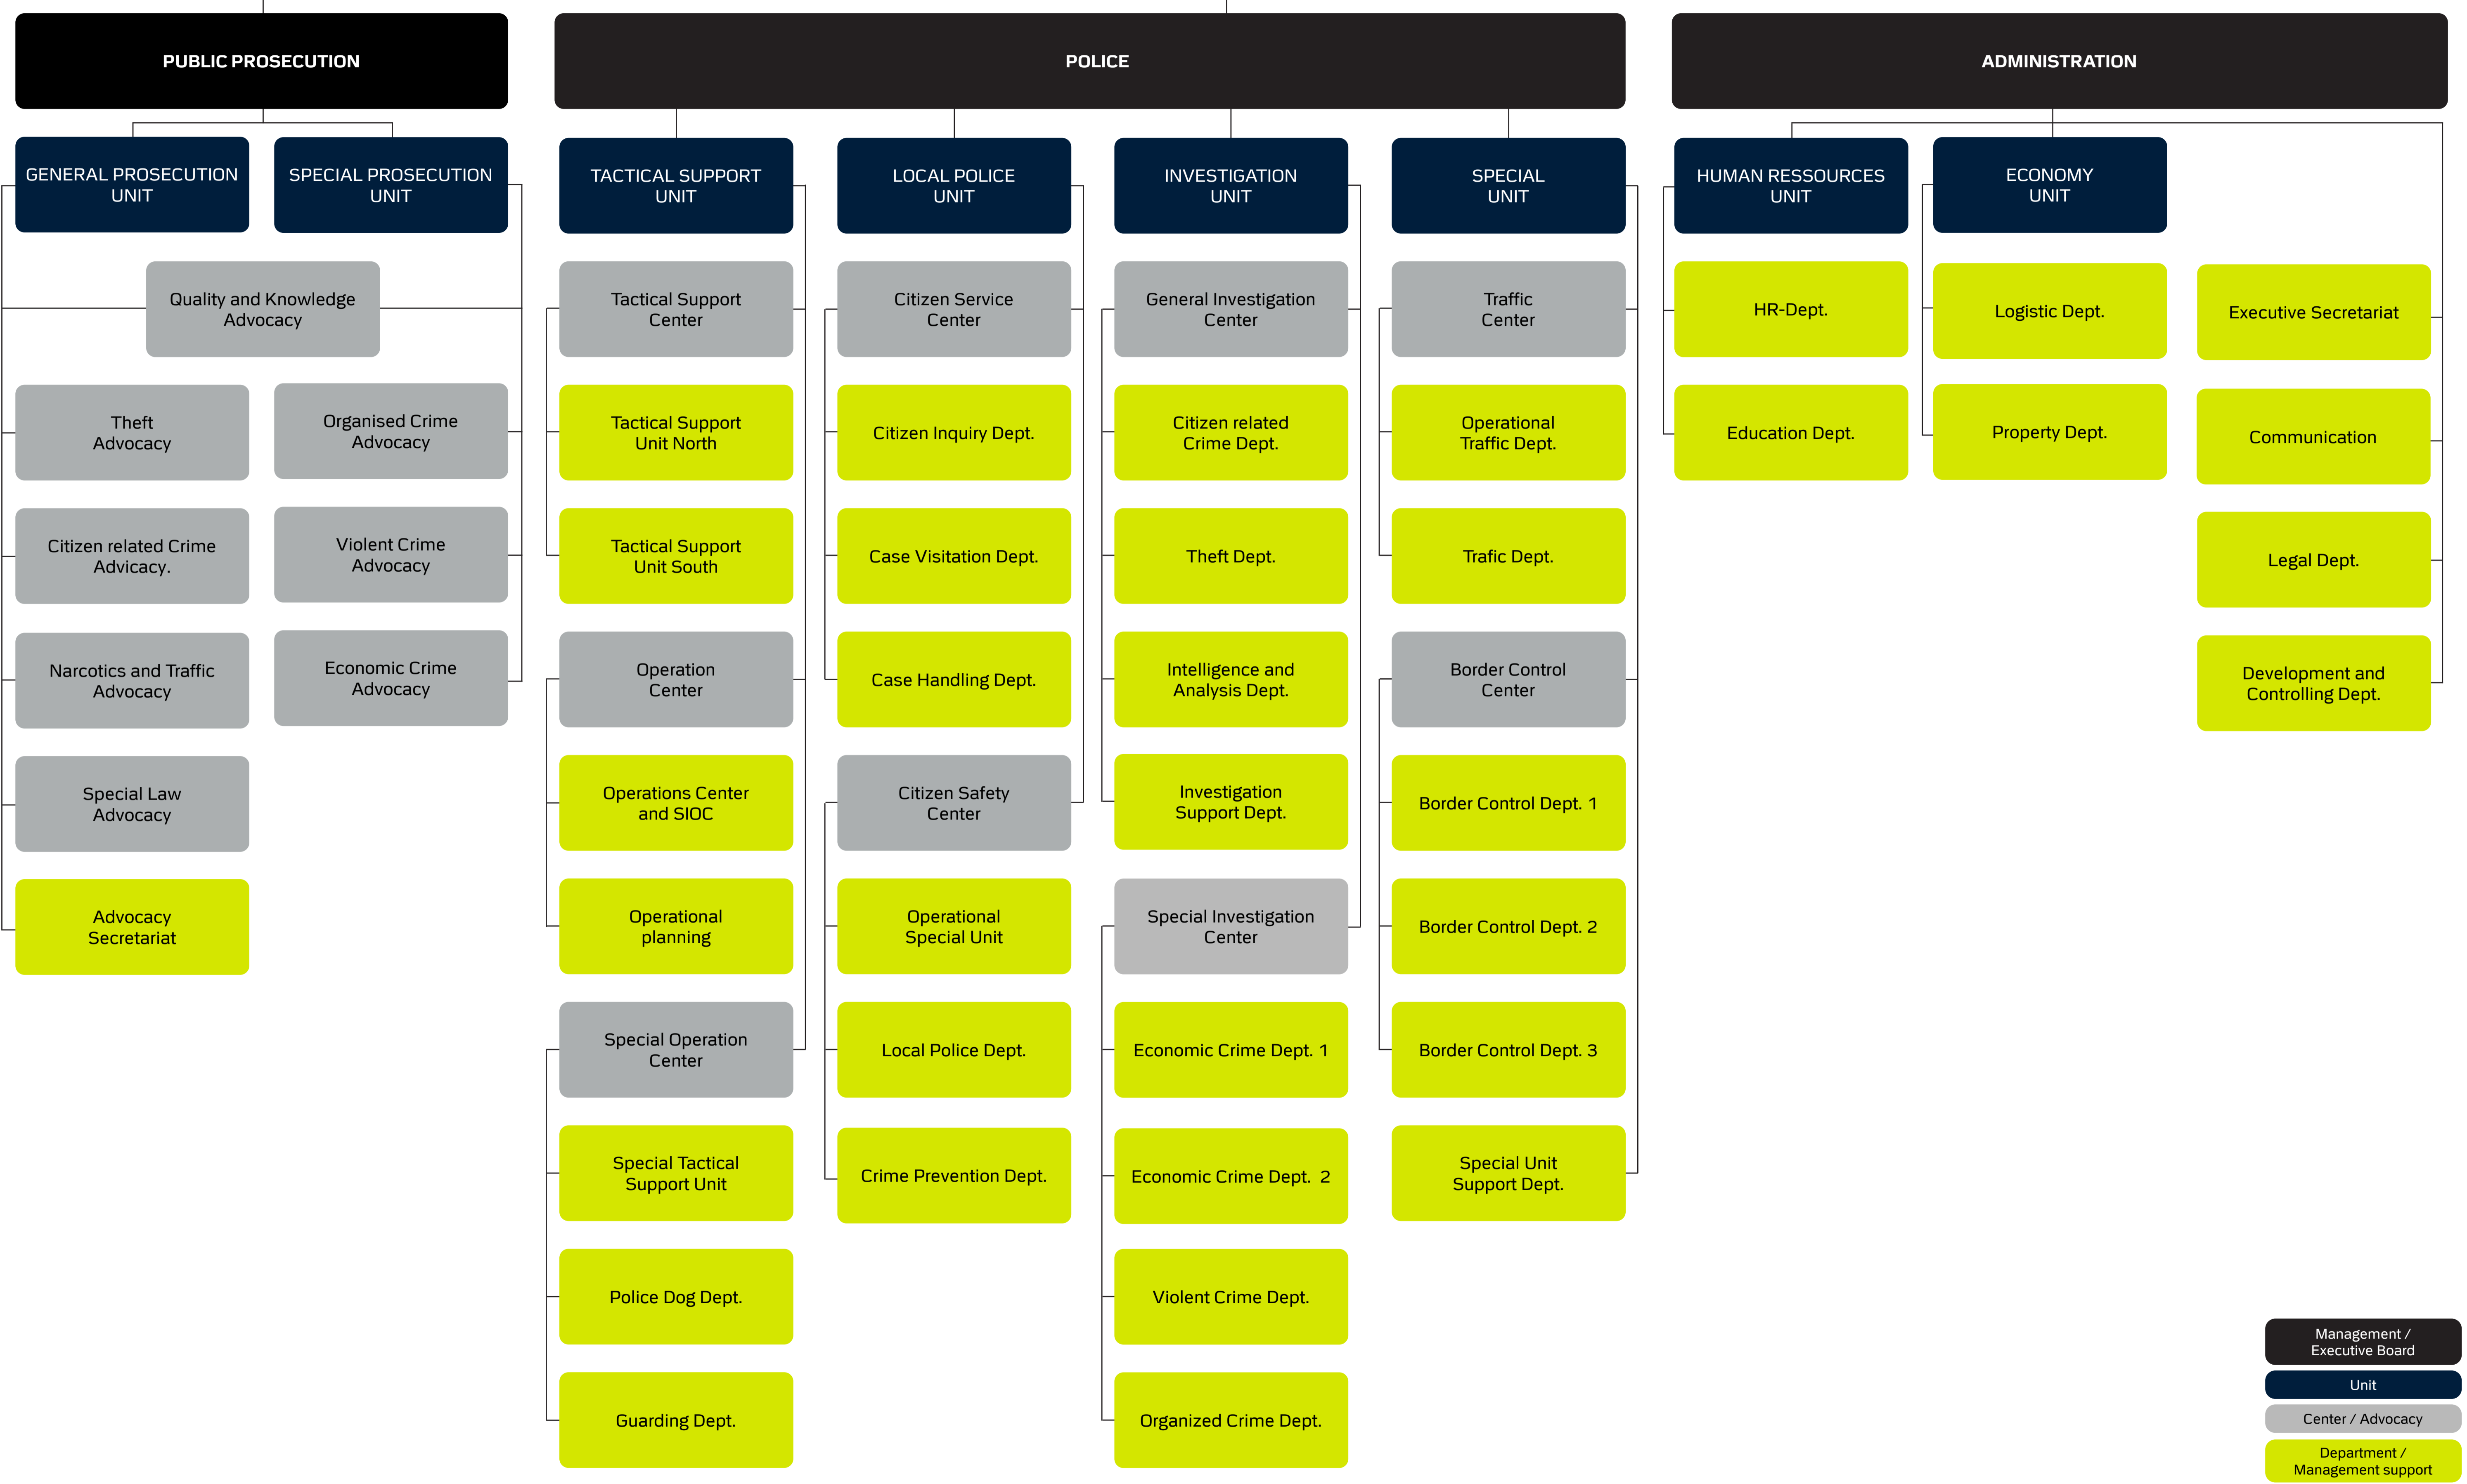 PUBLIC PROSECUTION
GENERAL PROSECUTION
UNIT
SPECIAL PROSECUTION
UNIT
Quality and Knowledge
Advocacy
Theft
Advocacy
Citizen related Crime
Advicacy.
Narcotics and Traffic
Advocacy
Special Law
Advocacy
Advocacy
Secretariat
Organised Crime
Advocacy
Violent Crime
Advocacy
Economic Crime
Advocacy
POLICE
TACTICAL SUPPORT
UNIT
Tactical Support
Center
Tactical Support
Unit North
Tactical Support
Unit South
Operation
Center
Operations Center
and SIOC
Operational
planning
Special Operation
Center
Special Tactical
Support Unit
Police Dog Dept.
Guarding Dept.
LOCAL POLICE
UNIT
Citizen Service
Center
Citizen Inquiry Dept.
Case Visitation Dept.
Case Handling Dept.
Citizen Safety
Center
Operational
Special Unit
Local Police Dept.
Crime Prevention Dept.
INVESTIGATION
UNIT
General Investigation
Center
Citizen related
Crime Dept.
Theft Dept.
Intelligence and
Analysis Dept.
Investigation
Support Dept.
Special Investigation
Center
Economic Crime Dept. 1
Economic Crime Dept. 2
Violent Crime Dept.
Organized Crime Dept.
SPECIAL
UNIT
Traffic
Center
Operational
Traffic Dept.
Trafic Dept.
Border Control
Center
Border Control Dept. 1
Border Control Dept. 2
Border Control Dept. 3
Special Unit
Support Dept.
ADMINISTRATION
HUMAN RESSOURCES
UNIT
HR-Dept.
Education Dept.
ECONOMY
UNIT
Logistic Dept.
Property Dept.
Executive Secretariat
Communication
Legal Dept.
Development and
Controlling Dept.
Management /
Executive Board
Unit
Center / Advocacy
Department /
Management support